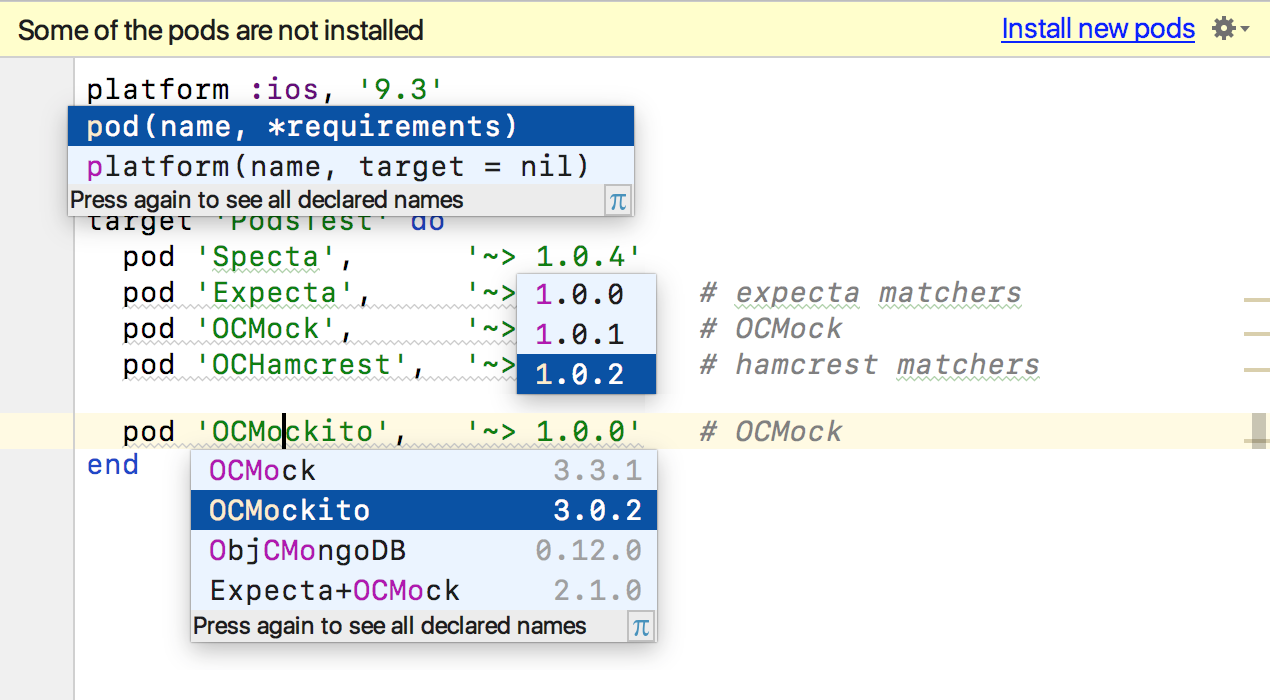 Some of the pods are not installed Install new pods
platform :ios, '9.3'
pod(name, *requirements)
platform(name, target = nil)
Press again to see all declared names π
target 'PodsTest' do
pod 'Specta', '~> 1.0.4'
pod 'Expecta', '~> # expecta matchers
pod 'OCMock', '~> # OCMock
pod 'OCHamcrest', '~> # hamcrest matchers
1.0.0
1.0.1
1.0.2
pod 'OCMockito', '~> 1.0.0' # OCMock
end
OCMock 3.3.1
OCMockito 3.0.2
ObjCMongoDB 0.12.0
Expecta+OCMock 2.1.0
Press again to see all declared names π